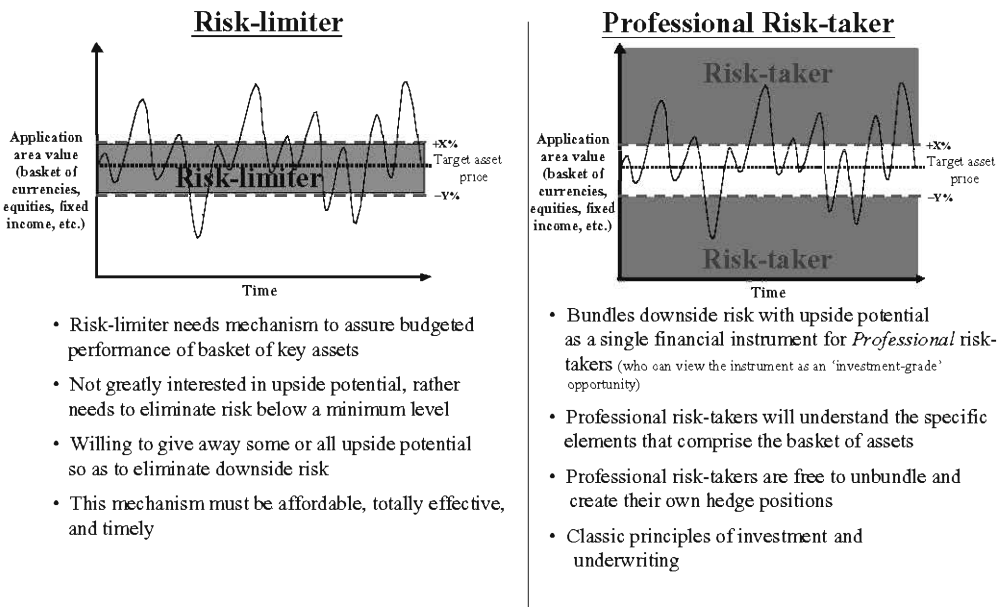 Risk-limiter
Application
area value
(basket of
currencies,
equities, fixed
income, etc.)
+X%
Target asset
price
–Y%
Risk-limiter
Time
• Risk-limiter needs mechanism to assure budgeted
performance of basket of key assets
• Not greatly interested in upside potential, rather
needs to eliminate risk below a minimum level
• Willing to give away some or all upside potential
so as to eliminate downside risk
• This mechanism must be affordable, totally effective,
and timely
Professional Risk-taker
Risk-taker
Application
area value
(basket of
currencies,
equities, fixed
income, etc.)
+X%
Target asset
price
–Y%
Risk-taker
Time
• Bundles downside risk with upside potential
as a single financial instrument for Professional risk-
takers (who can view the instrument as an ‘investment-grade’
opportunity)
• Professional risk-takers will understand the specific
elements that comprise the basket of assets
• Professional risk-takers are free to unbundle and
create their own hedge positions
• Classic principles of investment and
underwriting